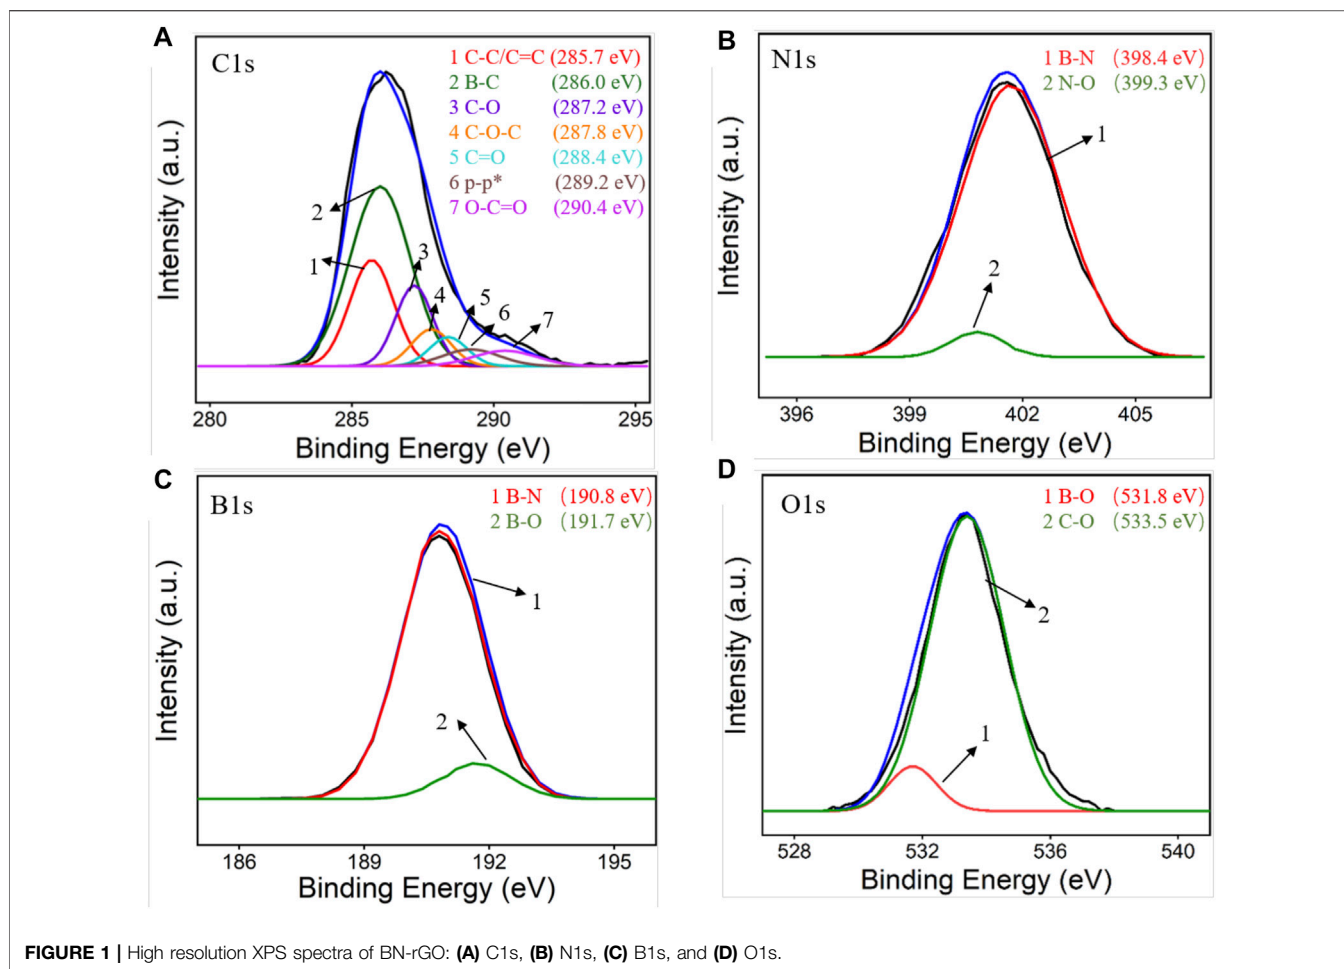 A
C1s
1 C-C/C=C (285.7 eV)
2 B-C (286.0 eV)
3 C-O (287.2 eV)
4 C-O-C (287.8 eV)
5 C=O (288.4 eV)
6 p-p* (289.2 eV)
7 O-C=O (290.4 eV)
2
1
3
4
5
6
7
Intensity (a.u.)
280 285 290 295
Binding Energy (eV)
B
N1s
1 B-N (398.4 eV)
2 N-O (399.3 eV)
1
2
Intensity (a.u.)
396 399 402 405
Binding Energy (eV)
C
B1s
1 B-N (190.8 eV)
2 B-O (191.7 eV)
1
2
Intensity (a.u.)
186 189 192 195
Binding Energy (eV)
D
O1s
1 B-O (531.8 eV)
2 C-O (533.5 eV)
2
1
Intensity (a.u.)
528 532 536 540
Binding Energy (eV)
FIGURE 1 | High resolution XPS spectra of BN-rGO: (A) C1s, (B) N1s, (C) B1s, and (D) O1s.